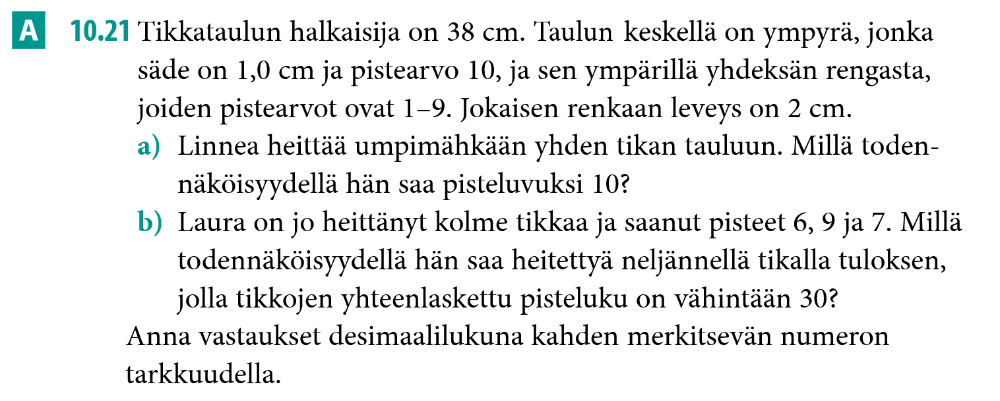 A 10.21 Tikkataulun halkaisija on 38 cm. Taulun keskellä on ympyrä, jonka
säde on 1,0 cm ja pistearvo 10, ja sen ympärillä yhdeksän rengasta,
joiden pistearvot ovat 1–9. Jokaisen renkaan leveys on 2 cm.
a) Linnea heittää umpimähkään yhden tikan tauluun. Millä toden-
näköisyydellä hän saa pisteluvuksi 10?
b) Laura on jo heittänyt kolme tikkaa ja saanut pisteet 6, 9 ja 7. Millä
todennäköisyydellä hän saa heitettyä neljännellä tikalla tuloksen,
jolla tikkojen yhteenlaskettu pisteluku on vähintään 30?
Anna vastaukset desimaalilukuna kahden merkitsevän numeron
tarkkuudella.